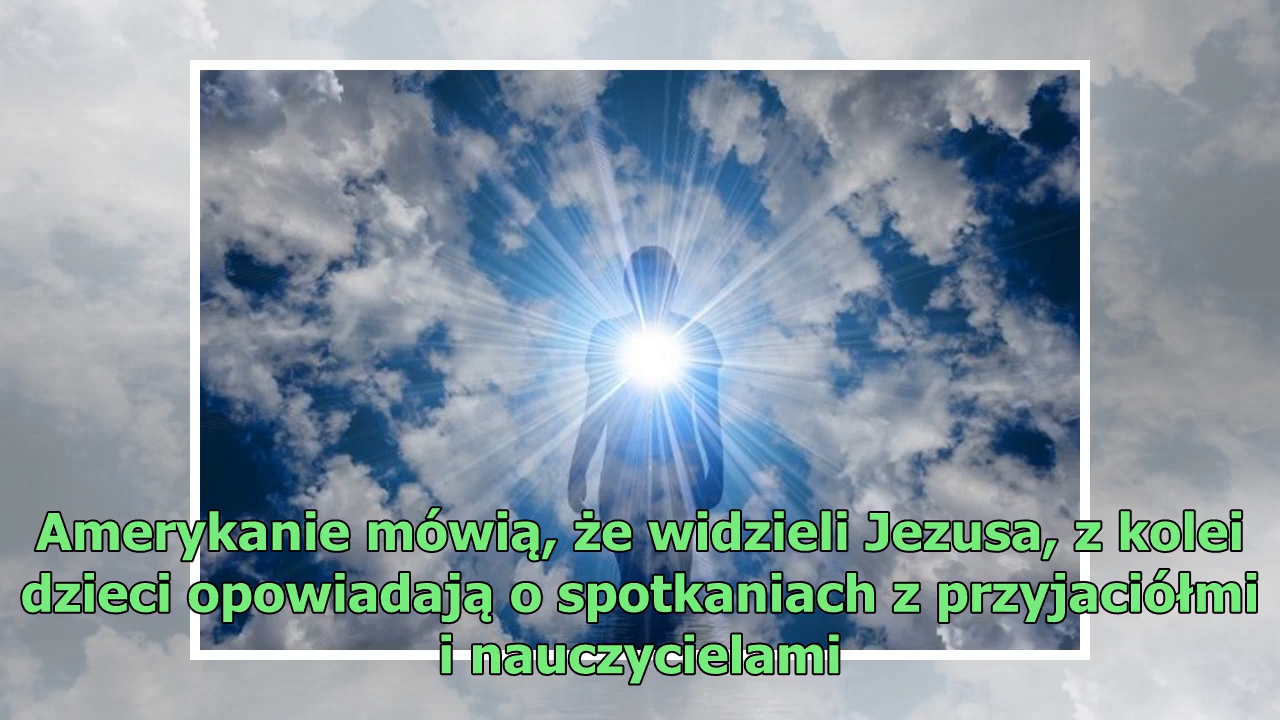 Amerykanie mówią, że widzieli Jezusa, z kolei
dzieci opowiadają o spotkaniach z przyjaciółmi
i nauczycielami